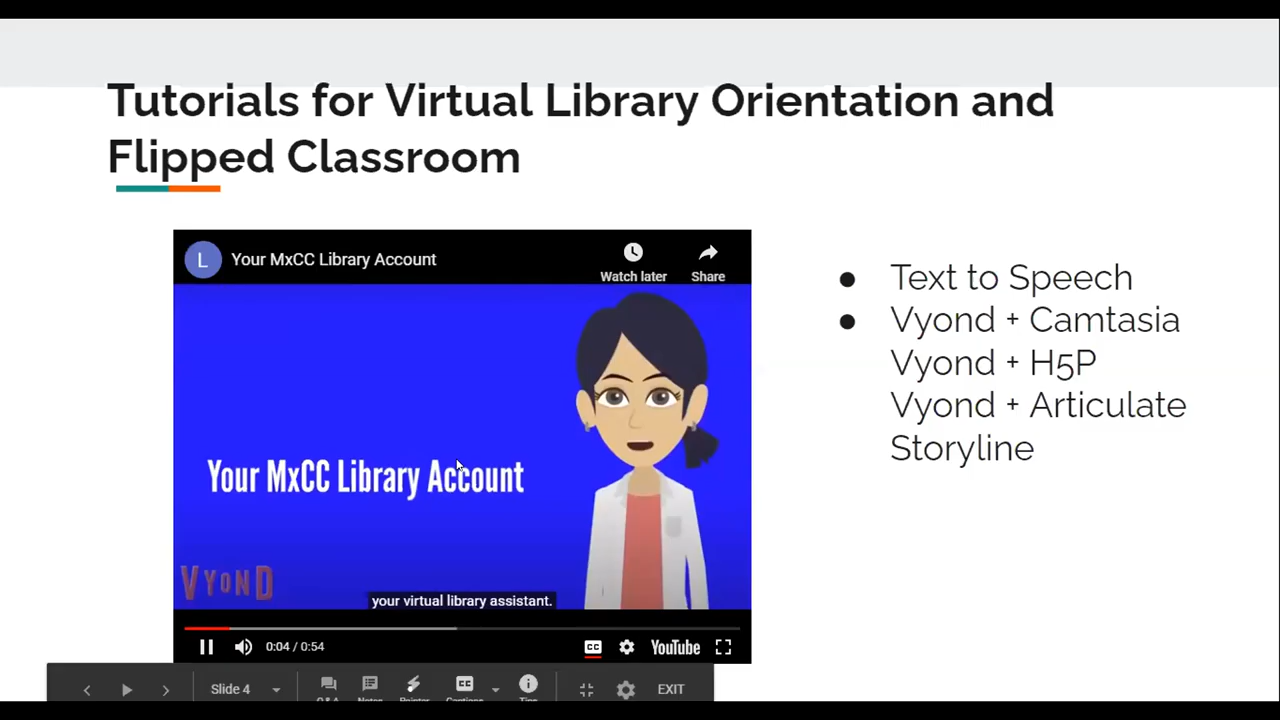 Tutorials for Virtual Library Orientation and
Flipped Classroom
L
Your MxCC Library Account
Watch later
Share
Your MxCC Library Account
VYOND
your virtual library assistant.
0:04 / 0:54
CC
YouTube
● Text to Speech
● Vyond + Camtasia
Vyond + H5P
Vyond + Articulate
Storyline
Slide 4
CC
EXIT